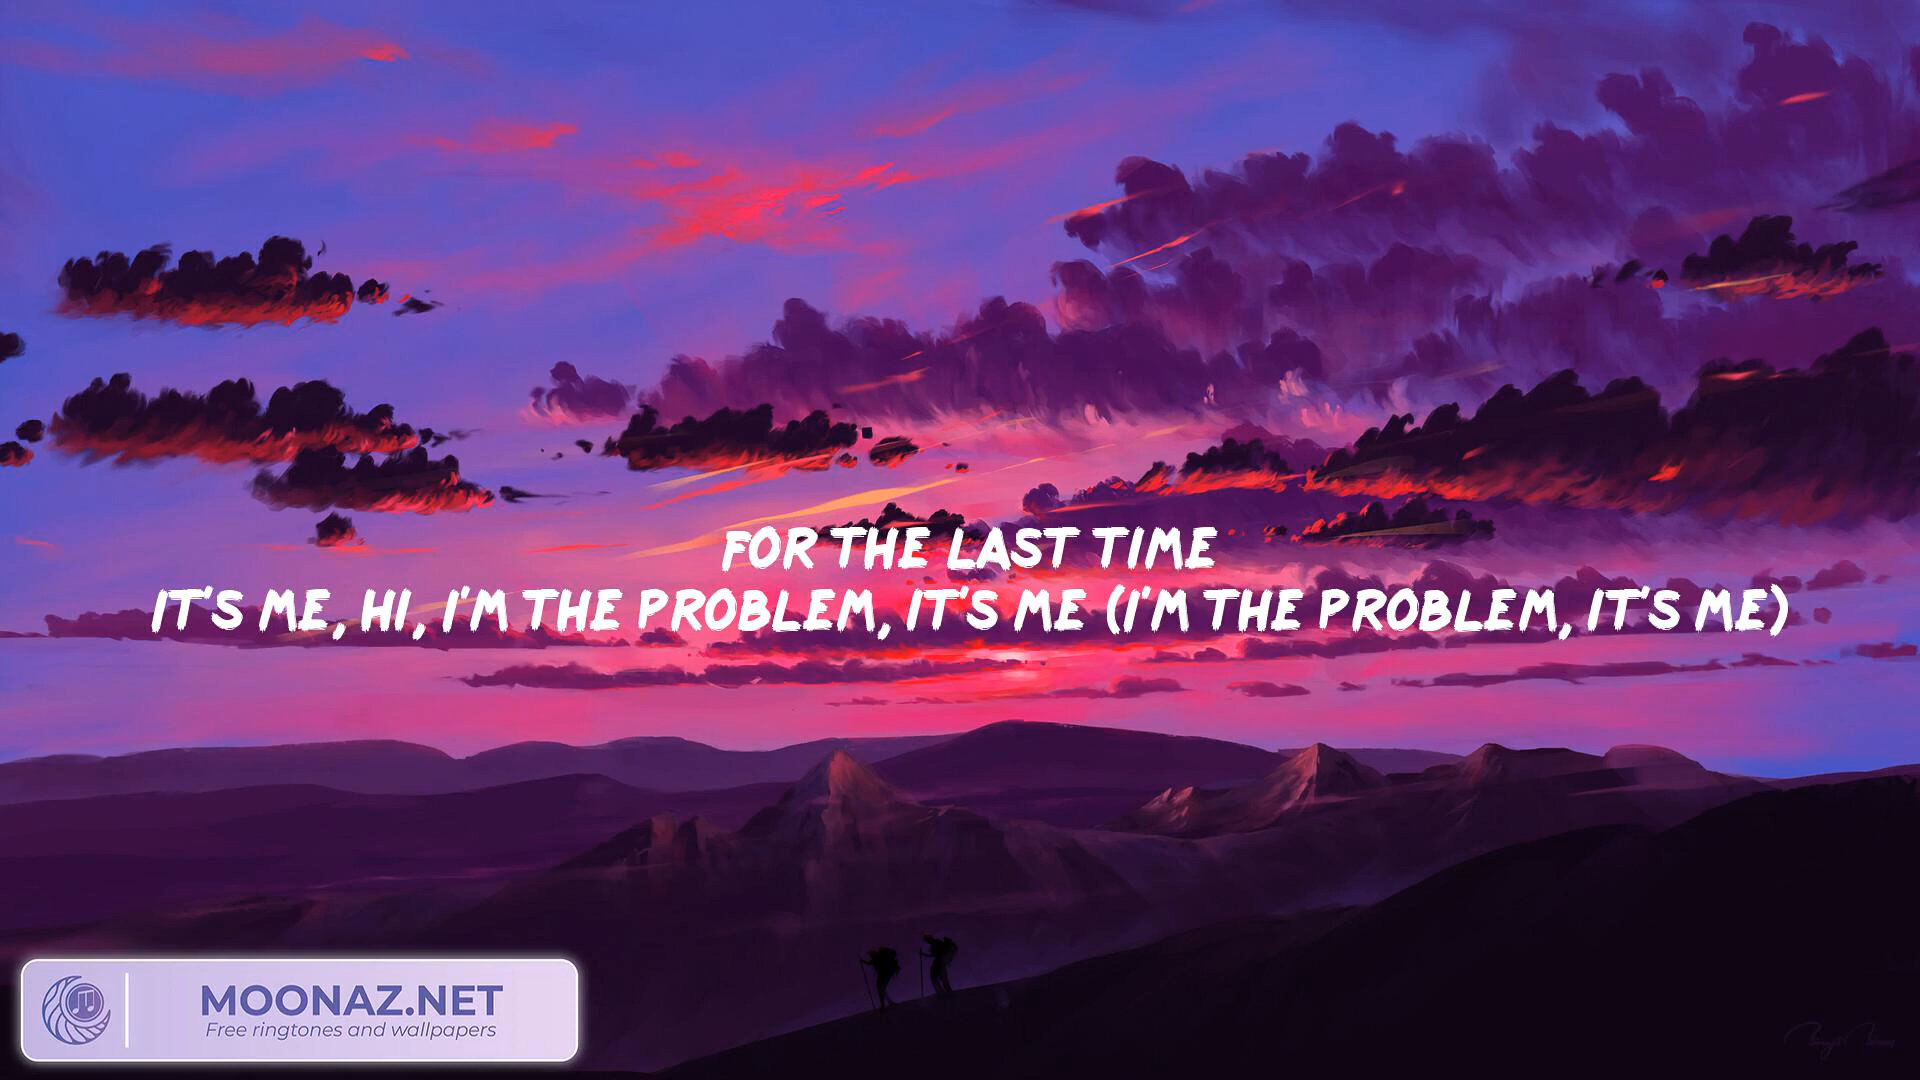 FOR THE LAST TIME
IT'S ME, HI, I'M THE PROBLEM, IT'S ME (I'M THE PROBLEM, IT'S ME)
MOONAZ.NET
Free ringtones and wallpapers